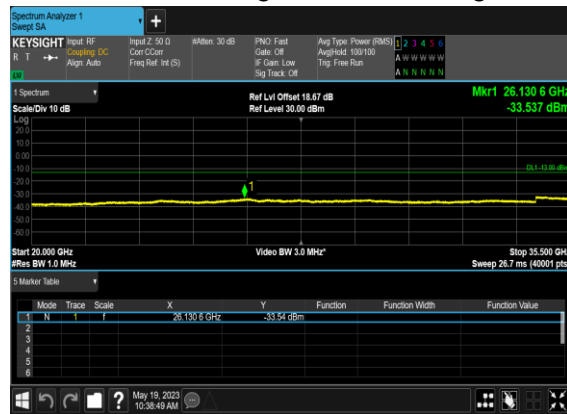 Spectrum Analyzer 1
Swept SA
KEYSIGHT Input: RF Input Z: 50 Ω #Atten: 30 dB PNO: Fast Avg Type: Power (RMS) 1 2 3 4 5 6
R T Coupling: DC Corr CCorr Gate: Off Avg|Hold: 100/100 A W W W W W
Align: Auto Freq Ref: Int (S) IF Gain: Low Trig: Free Run
Sig Track: Off A N N N N N
LXI
1 Spectrum Ref Lvl Offset 18.67 dB Mkr1 26.130 6 GHz
Scale/Div 10 dB Ref Level 30.00 dBm -33.537 dBm
Log
20.0
10.0
0.00
-10.0 DL1 -13.00 dBm
-20.0 1
-30.0
-40.0
-50.0
-60.0
Start 20.000 GHz Video BW 3.0 MHz* Stop 35.500 GHz
#Res BW 1.0 MHz Sweep 26.7 ms (40001 pts)
5 Marker Table
Mode Trace Scale X Y Function Function Width Function Value
1 N 1 f 26.130 6 GHz -33.54 dBm
2
3
4
5
6
? May 19, 2023
10:38:49 AM